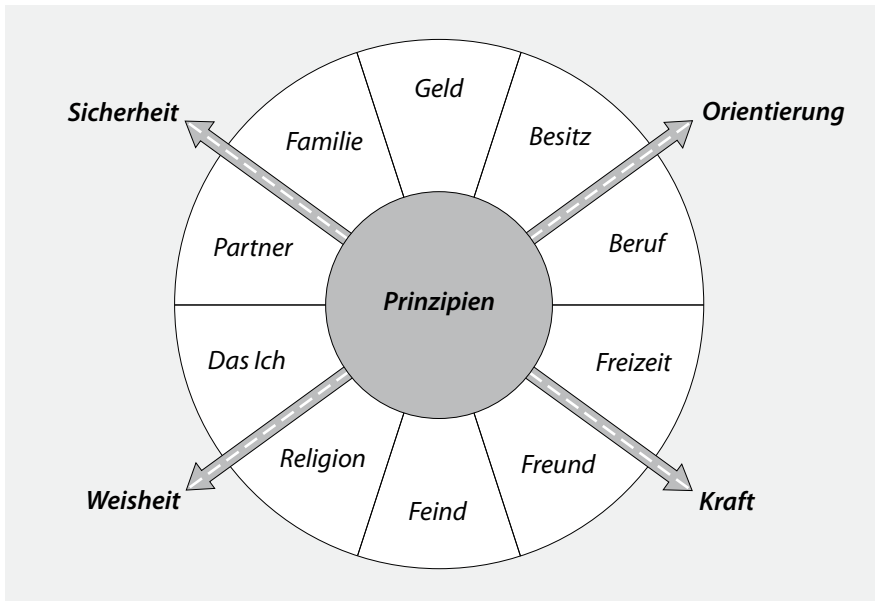 Geld
Sicherheit
Orientierung
Familie
Besitz
Partner
Beruf
Prinzipien
Das Ich
Freizeit
Religion
Freund
Weisheit
Feind
Kraft